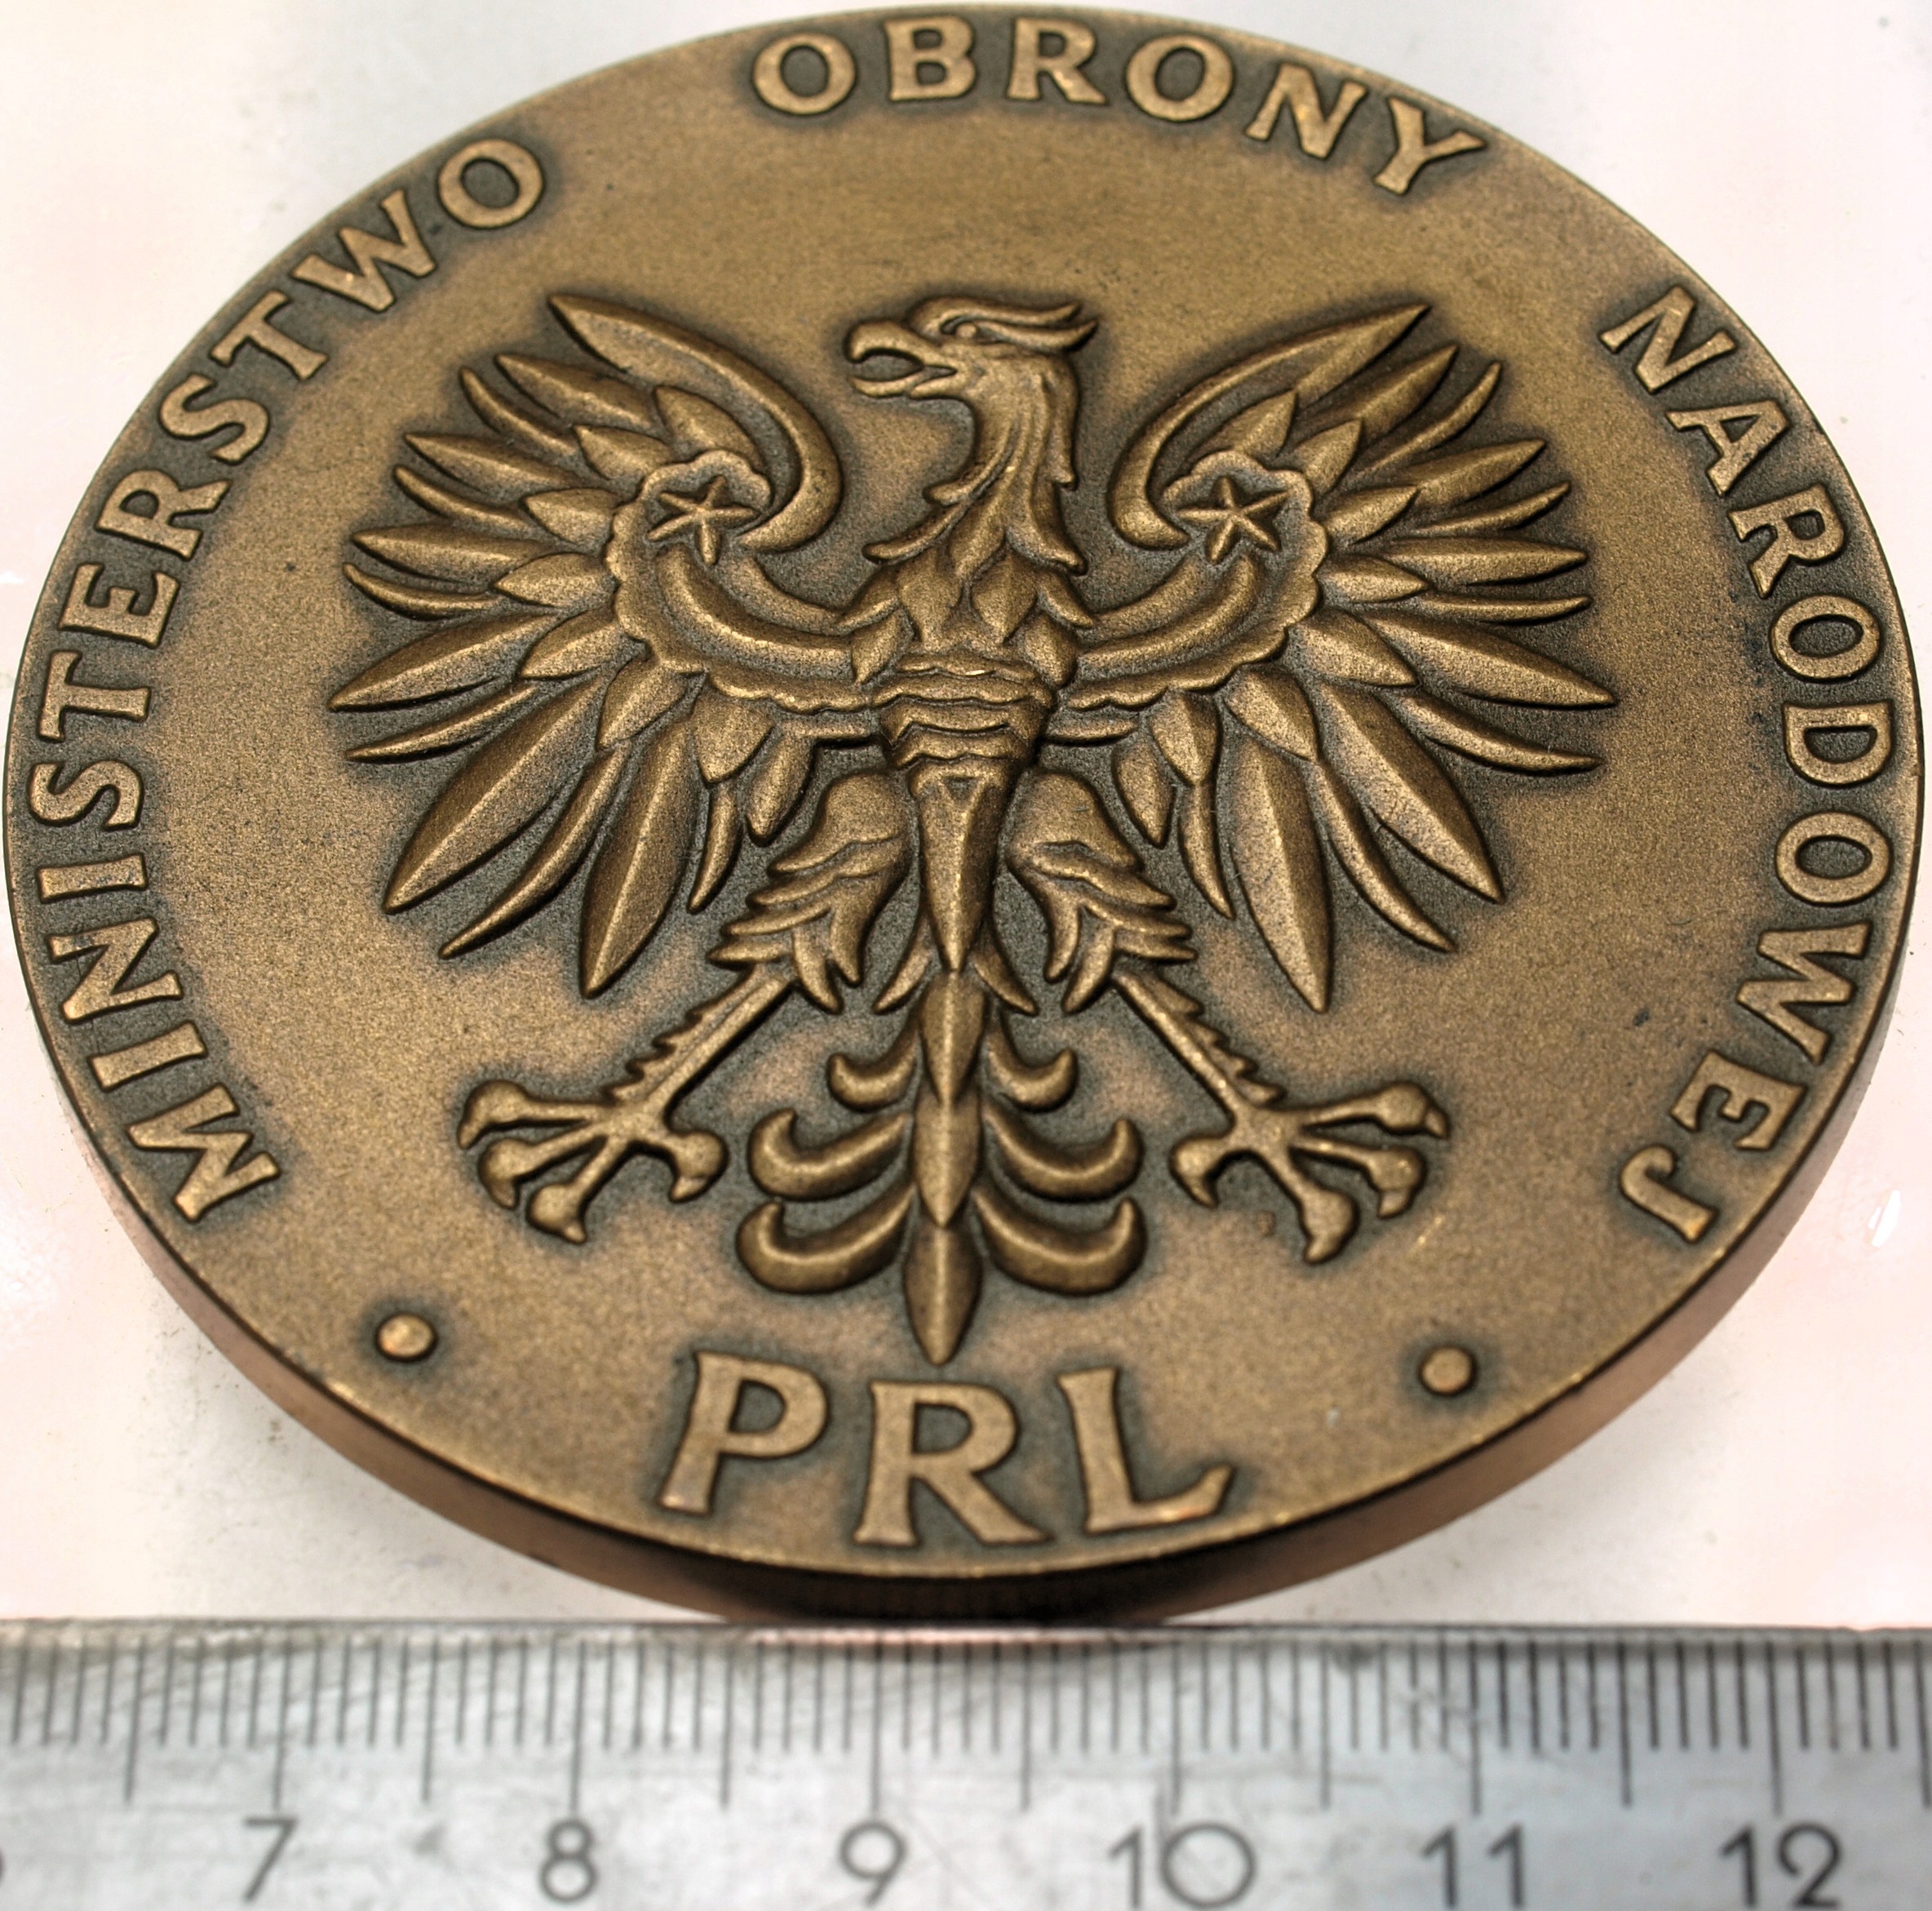 MINISTERSTWO OBRONY NARODOWEJ
• PRL •
7 8 9 10 11 12